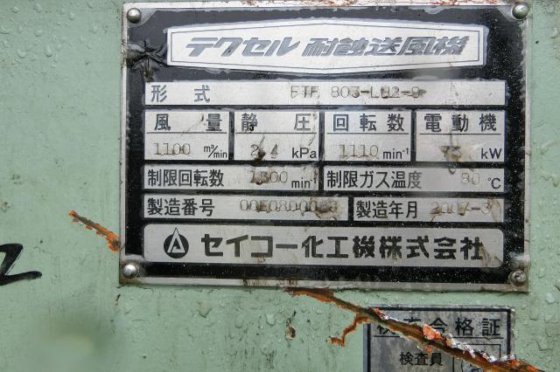 テクセル 耐蝕送風機
形式
風量 静圧 回転数 電動機
1100 m³/min kPa 1110 min⁻¹ kW
制限回転数 1300 min 制限ガス温度 80 ℃
製造番号 製造年月
セイコー化工機株式会社
検査合格証
検査員